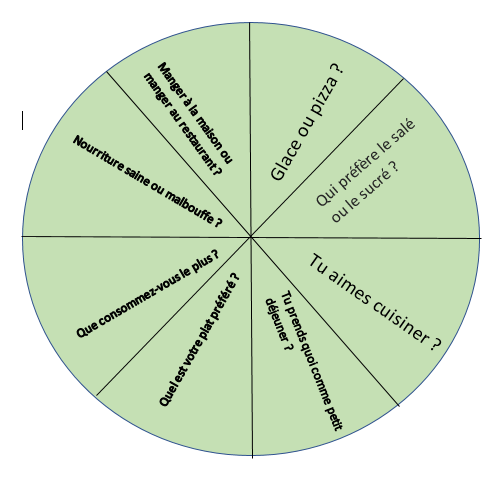 Glace ou pizza ?
Qui préfère le salé
ou le sucré ?
Tu aimes cuisiner ?
Tu prends quoi comme petit
déjeuner ?
Quel est votre plat préféré ?
Que consommez-vous le plus ?
Nourriture saine ou malbouffe ?
Manger à la maison ou
manger au restaurant ?